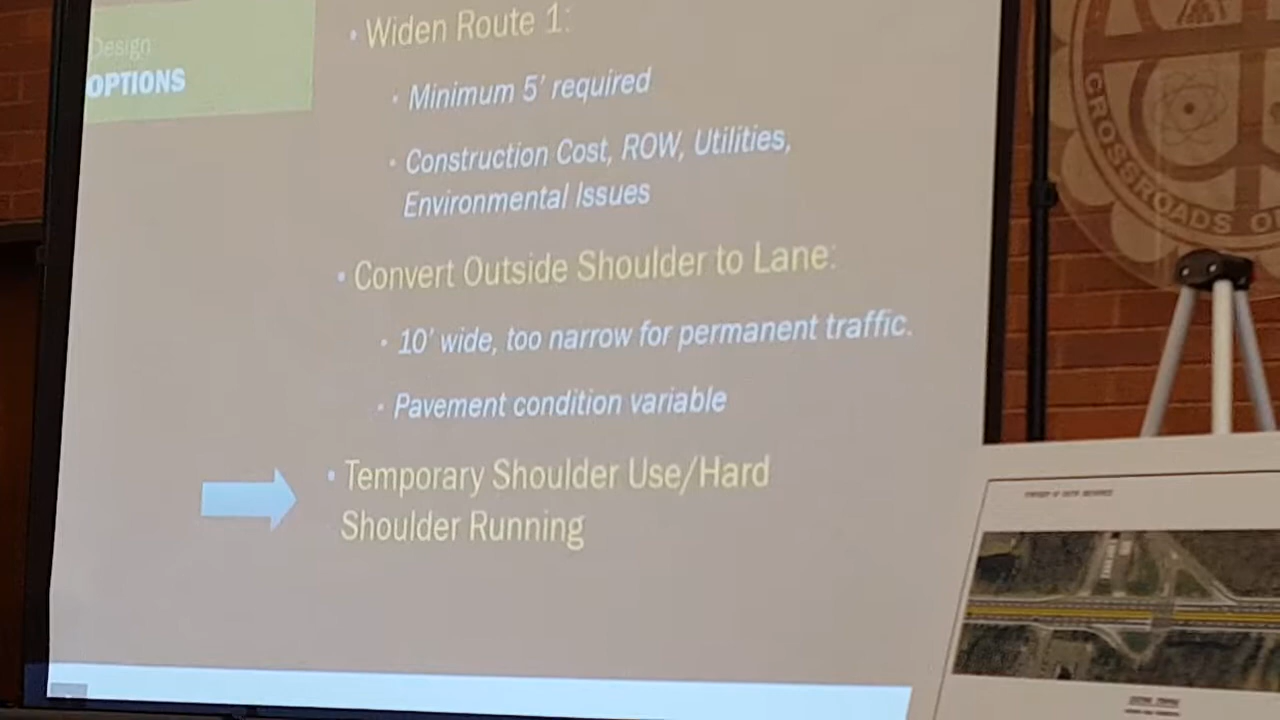 Design
OPTIONS
• Widen Route 1:
• Minimum 5' required
• Construction Cost, ROW, Utilities,
Environmental Issues
• Convert Outside Shoulder to Lane:
• 10' wide, too narrow for permanent traffic.
• Pavement condition variable
• Temporary Shoulder Use/Hard
Shoulder Running
CROSSROADS